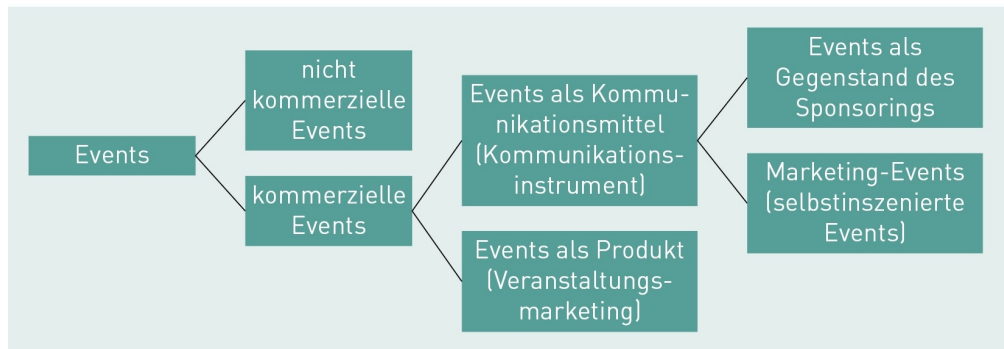 Events
nicht
kommerzielle
Events
kommerzielle
Events
Events als Kommu-
nikationsmittel
(Kommunikations-
instrument)
Events als Produkt
(Veranstaltungs-
marketing)
Events als
Gegenstand des
Sponsorings
Marketing-Events
(selbstinszenierte
Events)